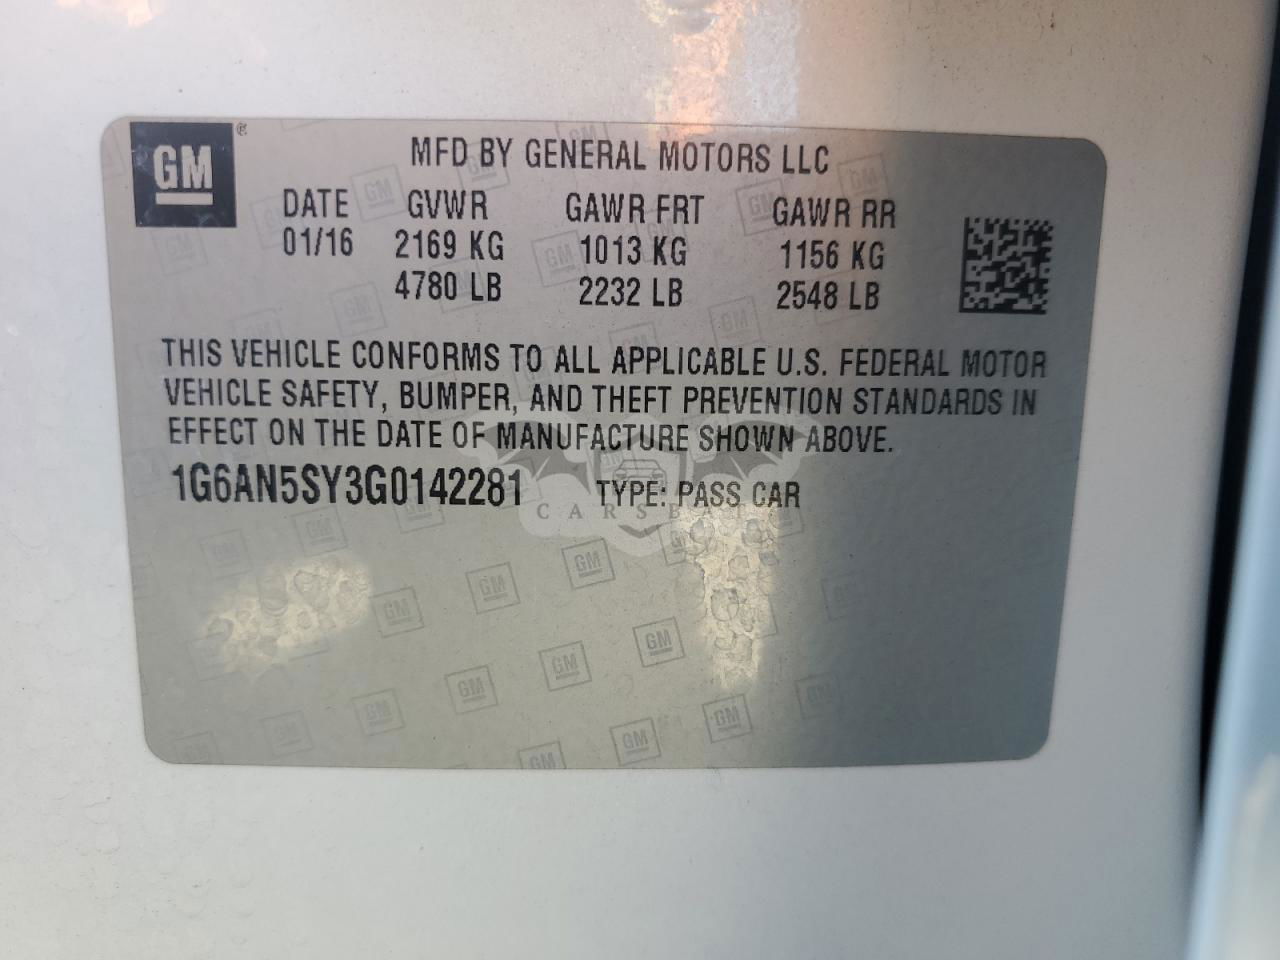 GM
MFD BY GENERAL MOTORS LLC
DATE GVWR GAWR FRT GAWR RR
01/16 2169 KG 1013 KG 1156 KG
4780 LB 2232 LB 2548 LB
THIS VEHICLE CONFORMS TO ALL APPLICABLE U.S. FEDERAL MOTOR
VEHICLE SAFETY, BUMPER, AND THEFT PREVENTION STANDARDS IN
EFFECT ON THE DATE OF MANUFACTURE SHOWN ABOVE.
1G6AN5SY3G0142281 TYPE: PASS CAR